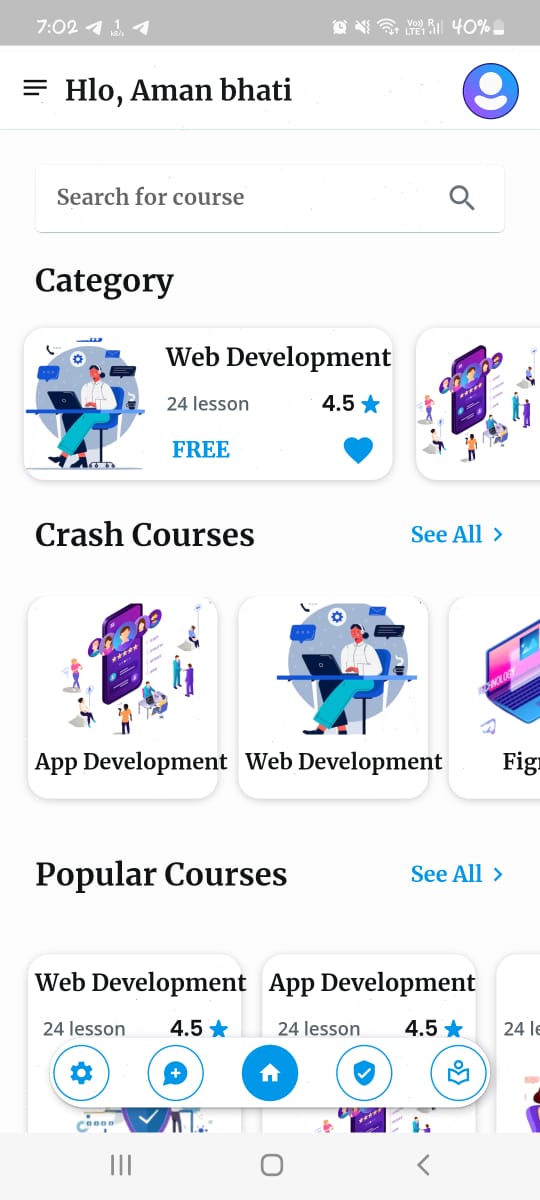 7:02 1 KB/s Vo)) R LTE1 40%
Hlo, Aman bhati
Search for course
Category
Web Development
24 lesson 4.5
FREE
Crash Courses See All
TECHNOLOGY
App Development Web Development
Popular Courses See All
Web Development App Development
24 lesson 4.5 24 lesson 4.5 24